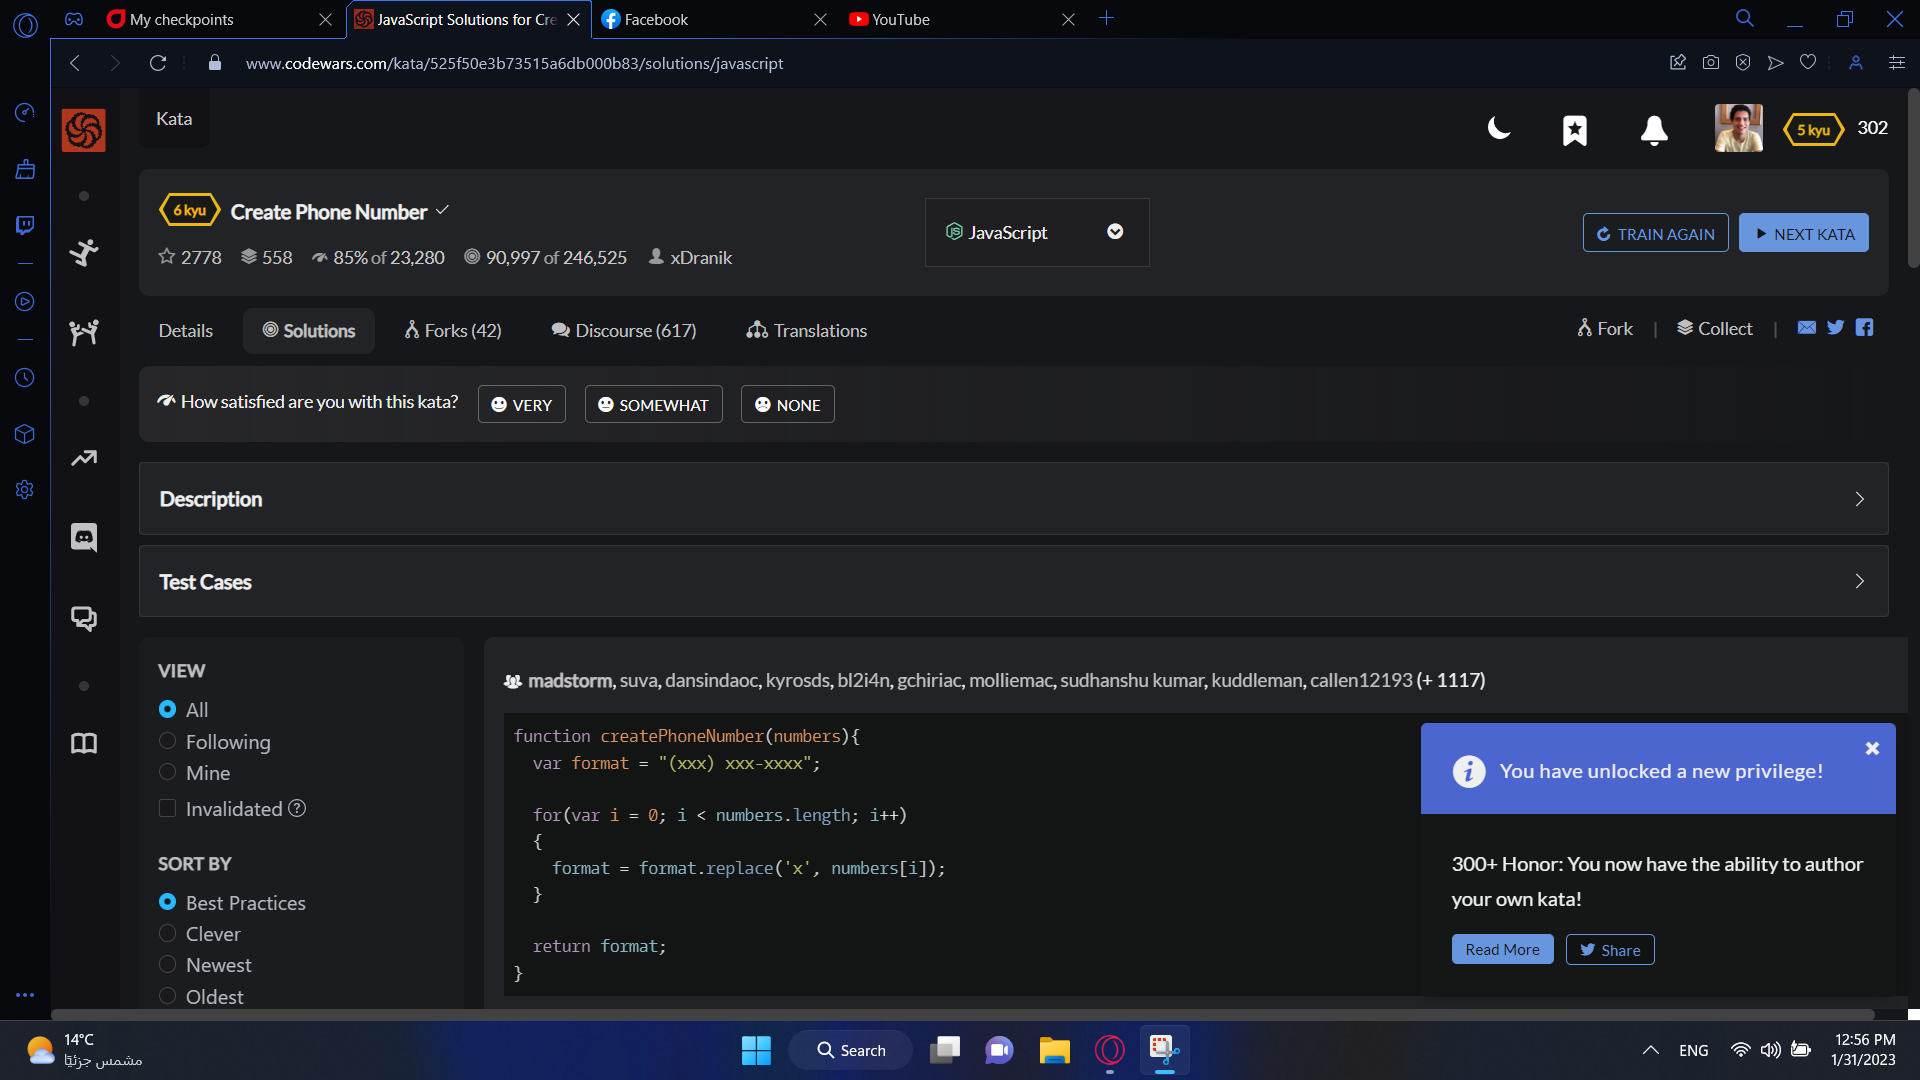 My checkpoints
JavaScript Solutions for Cre
Facebook
YouTube
www.codewars.com/kata/525f50e3b73515a6db000b83/solutions/javascript
Kata
5 kyu
302
6 kyu
Create Phone Number
JavaScript
TRAIN AGAIN
NEXT KATA
2778
558
85% of 23,280
90,997 of 246,525
xDranik
Details
Solutions
Forks (42)
Discourse (617)
Translations
Fork
|
Collect
|
How satisfied are you with this kata?
VERY
SOMEWHAT
NONE
Description
Test Cases
VIEW
All
Following
Mine
Invalidated
SORT BY
Best Practices
Clever
Newest
Oldest
madstorm, suva, dansindaoc, kyrosds, bl2i4n, gchiriac, molliemac, sudhanshu kumar, kuddleman, callen12193 (+ 1117)
function createPhoneNumber(numbers){
var format = "(xxx) xxx-xxxx";
for(var i = 0; i < numbers.length; i++)
{
format = format.replace('x', numbers[i]);
}
return format;
}
You have unlocked a new privilege!
300+ Honor: You now have the ability to author
your own kata!
Read More
Share
14°C
مشمس جزئيًا
Search
ENG
12:56 PM
1/31/2023